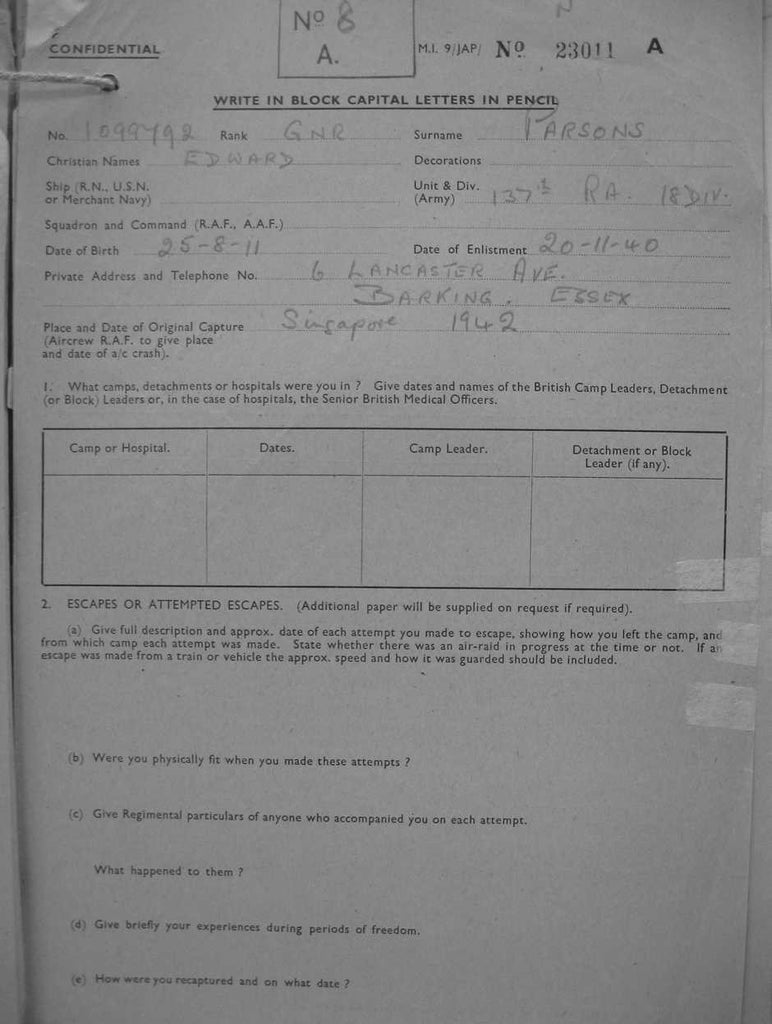 CONFIDENTIAL
No 8
A.
M.I. 9/JAP/ No 23011 A
WRITE IN BLOCK CAPITAL LETTERS IN PENCIL
No. 1099792 Rank GNR Surname PARSONS
Christian Names EDWARD Decorations
Ship (R.N., U.S.N. or Merchant Navy) Unit & Div. (Army) 137th RA. 18 DIV.
Squadron and Command (R.A.F., A.A.F.)
Date of Birth 25-8-11 Date of Enlistment 20-11-40
Private Address and Telephone No. 6 LANCASTER AVE.
BARKING. ESSEX
Place and Date of Original Capture Singapore 1942
(Aircrew R.A.F. to give place
and date of a/c crash).
1. What camps, detachments or hospitals were you in ? Give dates and names of the British Camp Leaders, Detachment
(or Block) Leaders or, in the case of hospitals, the Senior British Medical Officers.
Camp or Hospital. Dates. Camp Leader. Detachment or Block
Leader (if any).
2. ESCAPES OR ATTEMPTED ESCAPES. (Additional paper will be supplied on request if required).
(a) Give full description and approx. date of each attempt you made to escape, showing how you left the camp, and
from which camp each attempt was made. State whether there was an air-raid in progress at the time or not. If an
escape was made from a train or vehicle the approx. speed and how it was guarded should be included.
(b) Were you physically fit when you made these attempts ?
(c) Give Regimental particulars of anyone who accompanied you on each attempt.
What happened to them ?
(d) Give briefly your experiences during periods of freedom.
(e) How were you recaptured and on what date ?